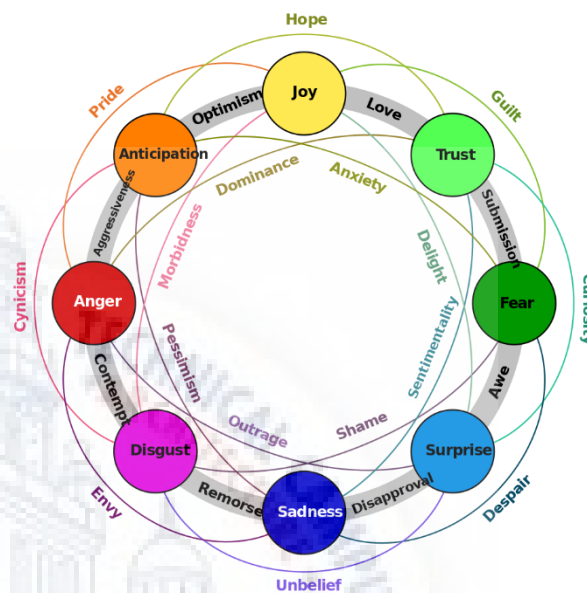 Hope
Joy
Optimism
Love
Pride
Guilt
Anticipation
Trust
Dominance
Anxiety
Aggressiveness
Submission
Morbidness
Delight
Cynicism
Anger
Fear
Curiosity
Pessimism
Sentimentality
Contempt
Awe
Outrage
Shame
Disgust
Surprise
Envy
Remorse
Sadness
Disapproval
Despair
Unbelief